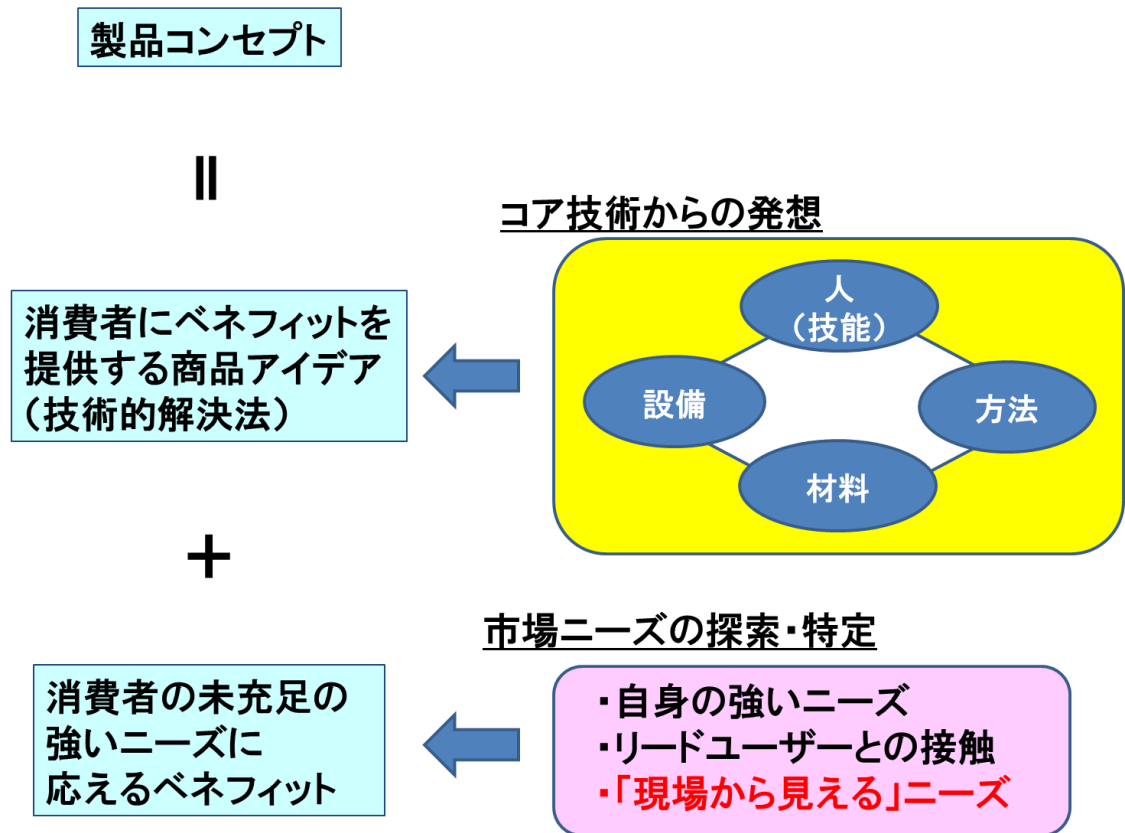 製品コンセプト
＝
コア技術からの発想
消費者にベネフィットを
提供する商品アイデア
（技術的解決法）
人
（技能）
設備
方法
材料
＋
市場ニーズの探索・特定
消費者の未充足の
強いニーズに
応えるベネフィット
・自身の強いニーズ
・リードユーザーとの接触
・「現場から見える」ニーズ